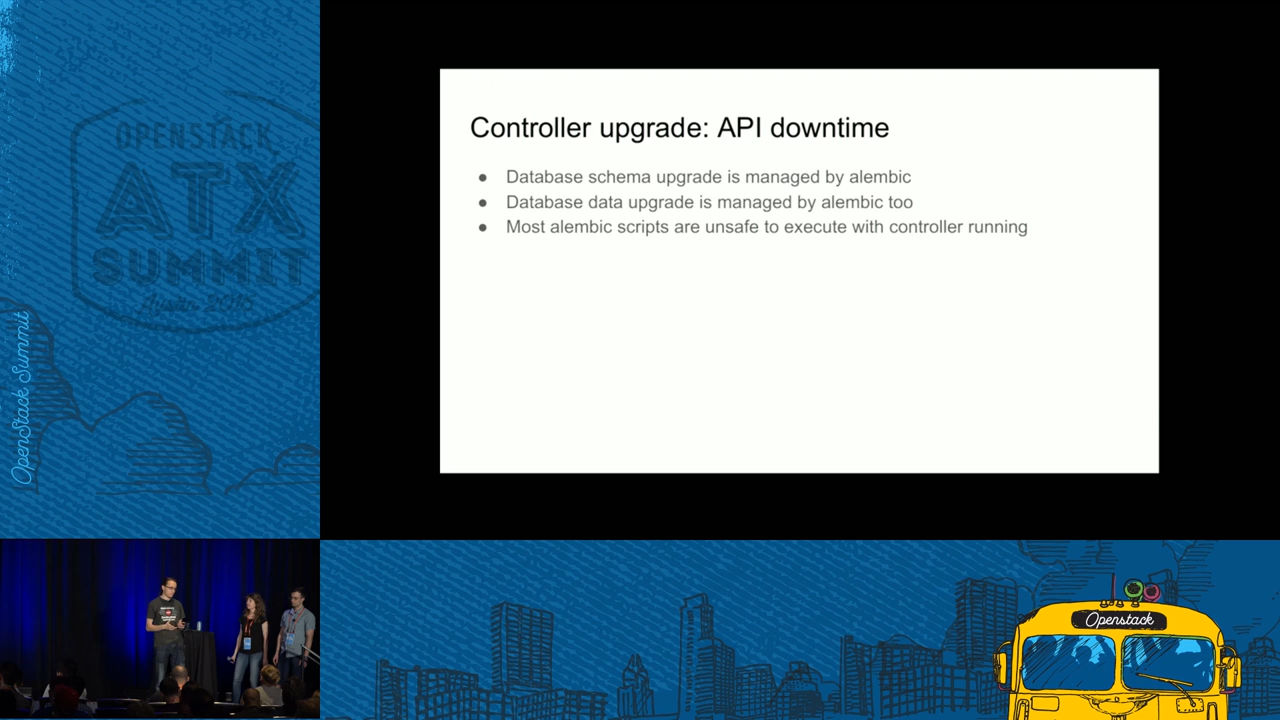 OPENSTACK
ATX
SUMMIT
Austin 2016
OpenStack Summit
Controller upgrade: API downtime
● Database schema upgrade is managed by alembic
● Database data upgrade is managed by alembic too
● Most alembic scripts are unsafe to execute with controller running
Openstack